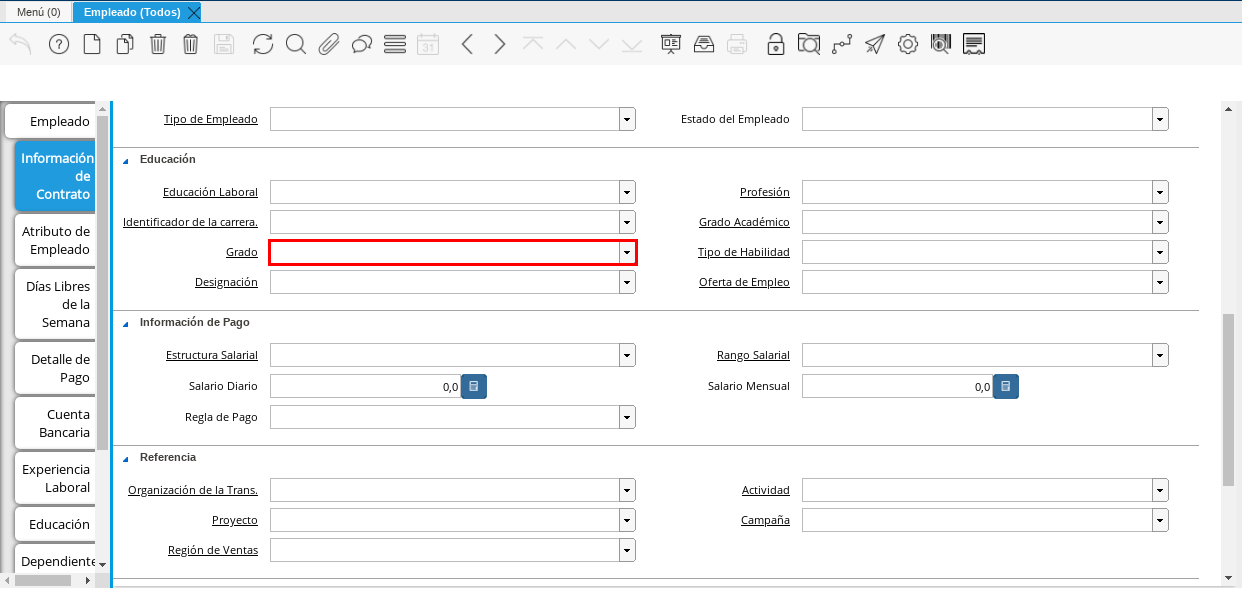 Menú (0)
Empleado (Todos)
31
Empleado
Información
de
Contrato
Atributo de
Empleado
Días Libres
de la
Semana
Detalle de
Pago
Cuenta
Bancaria
Experiencia
Laboral
Educación
Dependiente
Tipo de Empleado
Estado del Empleado
Educación
Educación Laboral
Profesión
Identificador de la carrera.
Grado Académico
Grado
Tipo de Habilidad
Designación
Oferta de Empleo
Información de Pago
Estructura Salarial
Rango Salarial
Salario Diario 0,0
Salario Mensual 0,0
Regla de Pago
Referencia
Organización de la Trans.
Actividad
Proyecto
Campaña
Región de Ventas